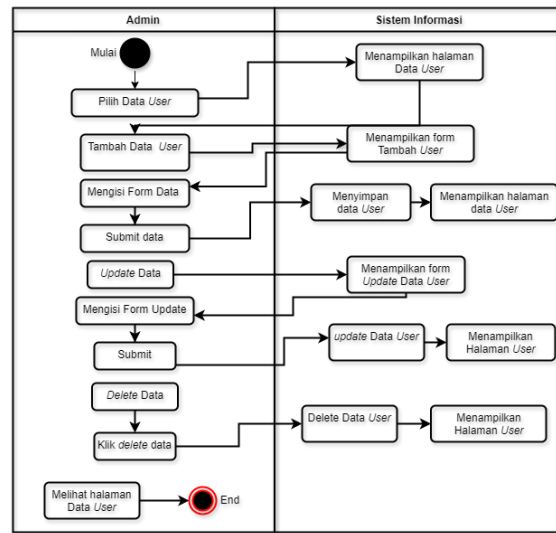 Admin
Sistem Informasi
Mulai
Menampilkan halaman
Data User
Pilih Data User
Tambah Data User
Menampilkan form
Tambah User
Mengisi Form Data
Menyimpan
data User
Menampilkan halaman
data User
Submit data
Update Data
Menampilkan form
Update Data User
Mengisi Form Update
Submit
update Data User
Menampilkan
Halaman User
Delete Data
Klik delete data
Delete Data User
Menampilkan
Halaman User
Melihat halaman
Data User
End